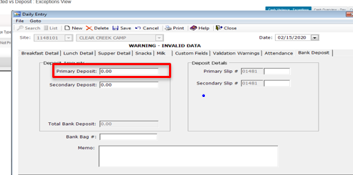 ed vs Deposit   Exceptions View
Daily Entry
File   Goto
Search   List   New   Delete   Save   Cancel   Print   Help   Close
Site: 1148101   CLEAR CREEK CAMP   Date: 02/15/2020
WARNING - INVALID DATA
Breakfast Detail   Lunch Detail   Supper Detail   Snacks   Milk   Custom Fields   Validation Warnings   Attendance   Bank Deposit
Deposit Amounts   Deposit Details
Primary Deposit: 0.00   Primary Slip # 01481
Secondary Deposit: 0.00   Secondary Slip # 01481
Total Bank Deposit: 0.00
Bank Bag #:
Memo: